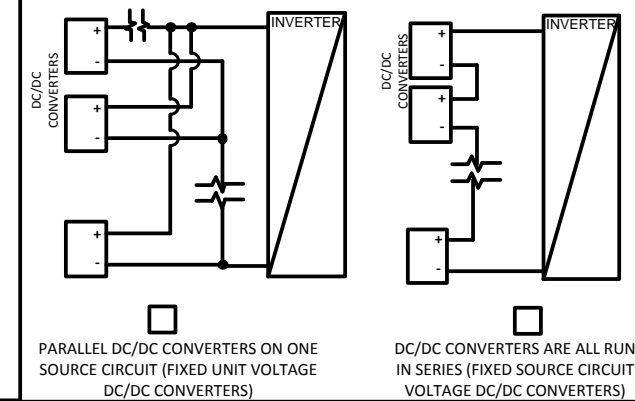 DC/DC
CONVERTERS
+
-
+
-
+
-
INVERTER
PARALLEL DC/DC CONVERTERS ON ONE
SOURCE CIRCUIT (FIXED UNIT VOLTAGE
DC/DC CONVERTERS)
DC/DC
CONVERTERS
+
-
+
-
+
-
INVERTER
DC/DC CONVERTERS ARE ALL RUN
IN SERIES (FIXED SOURCE CIRCUIT
VOLTAGE DC/DC CONVERTERS)